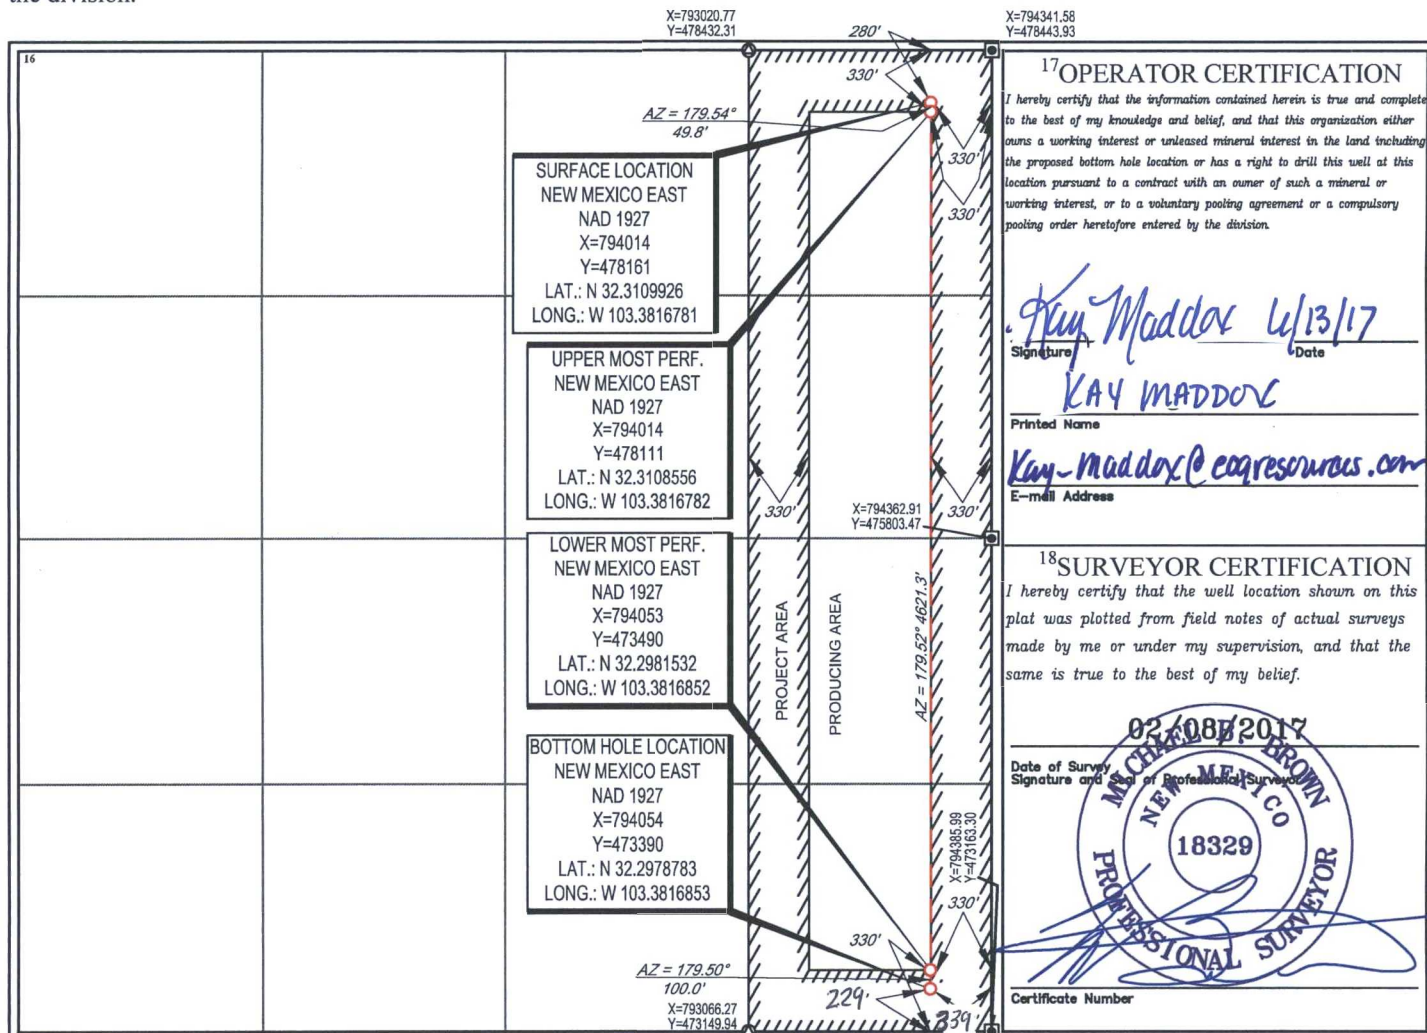 the division.
X=793020.77
Y=478432.31
X=794341.58
Y=478443.93
16
280'
330'
AZ = 179.54°
49.8'
330'
330'
SURFACE LOCATION
NEW MEXICO EAST
NAD 1927
X=794014
Y=478161
LAT.: N 32.3109926
LONG.: W 103.3816781
UPPER MOST PERF.
NEW MEXICO EAST
NAD 1927
X=794014
Y=478111
LAT.: N 32.3108556
LONG.: W 103.3816782
330'
330'
X=794362.91
Y=475803.47
LOWER MOST PERF.
NEW MEXICO EAST
NAD 1927
X=794053
Y=473490
LAT.: N 32.2981532
LONG.: W 103.3816852
PROJECT AREA
PRODUCING AREA
AZ = 179.52° 4621.3'
BOTTOM HOLE LOCATION
NEW MEXICO EAST
NAD 1927
X=794054
Y=473390
LAT.: N 32.2978783
LONG.: W 103.3816853
X=794385.99
Y=473163.30
330'
330'
AZ = 179.50°
100.0'
229'
339'
X=793066.27
Y=473149.94
17 OPERATOR CERTIFICATION
I hereby certify that the information contained herein is true and complete
to the best of my knowledge and belief, and that this organization either
owns a working interest or unleased mineral interest in the land including
the proposed bottom hole location or has a right to drill this well at this
location pursuant to a contract with an owner of such a mineral or
working interest, or to a voluntary pooling agreement or a compulsory
pooling order heretofore entered by the division.
Kay Maddox 4/13/17
Signature Date
KAY MADDOX
Printed Name
Kay-Maddox@eogresources.com
E-mail Address
18 SURVEYOR CERTIFICATION
I hereby certify that the well location shown on this
plat was plotted from field notes of actual surveys
made by me or under my supervision, and that the
same is true to the best of my belief.
02/08/2017
Date of Survey
Signature and Seal of Professional Surveyor
MICHAEL B. BROWN
NEW MEXICO
18329
PROFESSIONAL SURVEYOR
Certificate Number